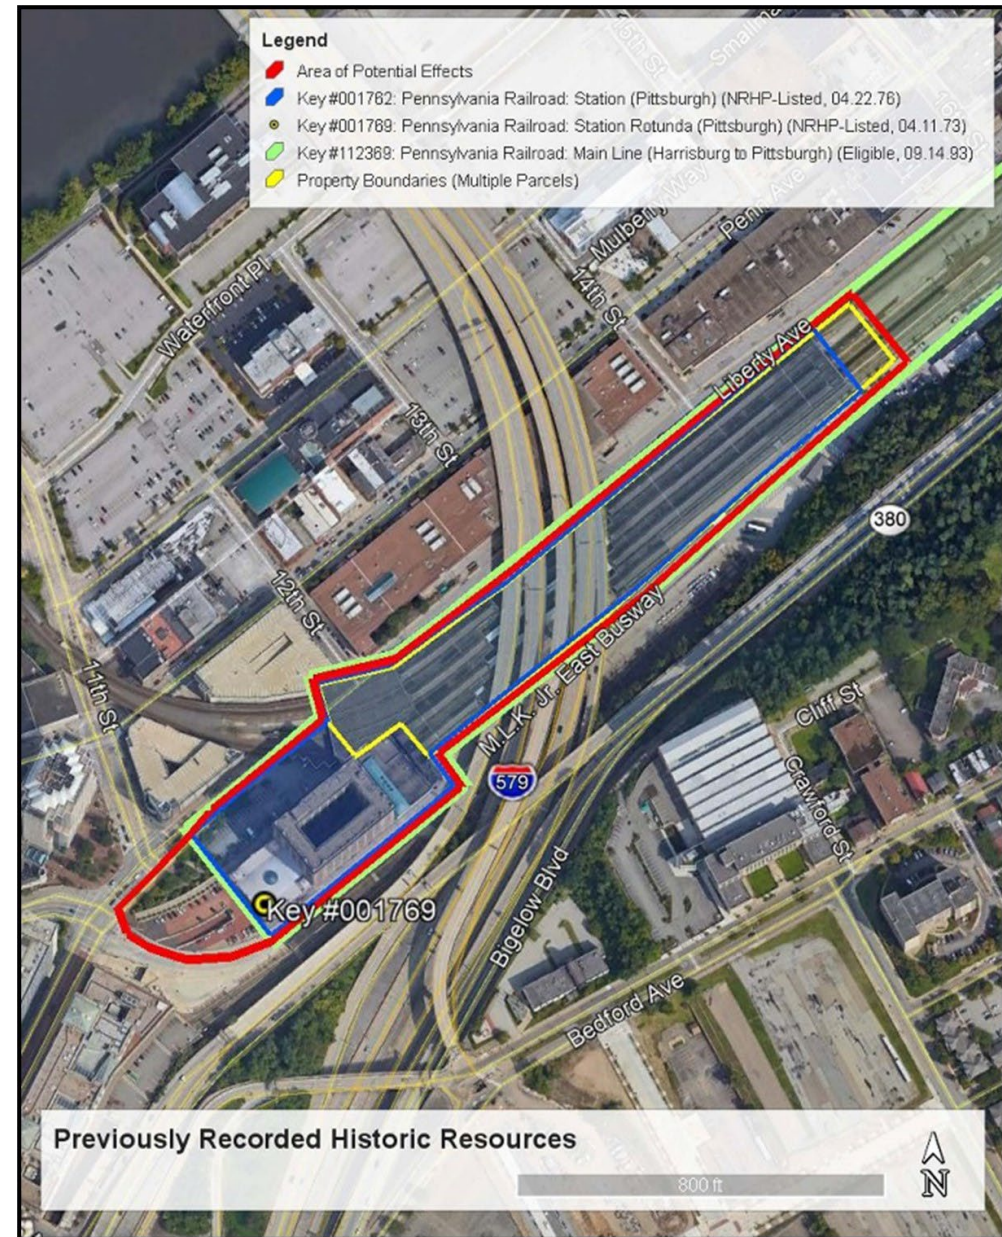 Legend
Area of Potential Effects
Key #001762: Pennsylvania Railroad: Station (Pittsburgh) (NRHP-Listed, 04.22.76)
Key #001769: Pennsylvania Railroad: Station Rotunda (Pittsburgh) (NRHP-Listed, 04.11.73)
Key #112369: Pennsylvania Railroad: Main Line (Harrisburg to Pittsburgh) (Eligible, 09.14.93)
Property Boundaries (Multiple Parcels)
15th St
16th St
Mulberry Way
Penn Ave
Waterfront Pl
14th St
Liberty Ave
13th St
380
12th St
M.L.K. Jr. East Busway
11th St
Cliff St
579
Crawford St
Key #001769
Bigelow Blvd
Bedford Ave
Previously Recorded Historic Resources
800 ft
N